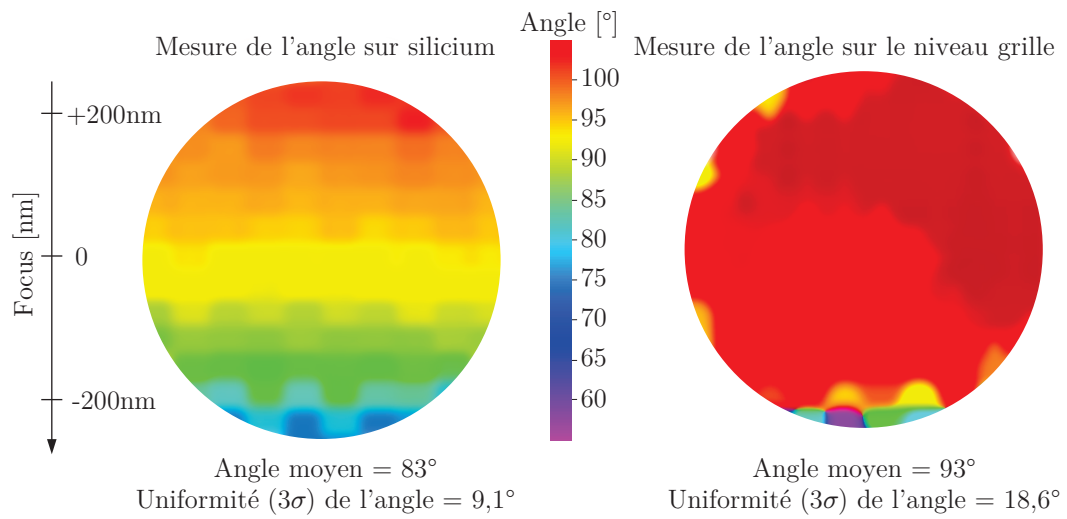 Angle [°]
Mesure de l'angle sur silicium
Mesure de l'angle sur le niveau grille
Focus [nm]
+200nm
0
-200nm
100
95
90
85
80
75
70
65
60
Angle moyen = 83°
Uniformité (3σ) de l'angle = 9,1°
Angle moyen = 93°
Uniformité (3σ) de l'angle = 18,6°